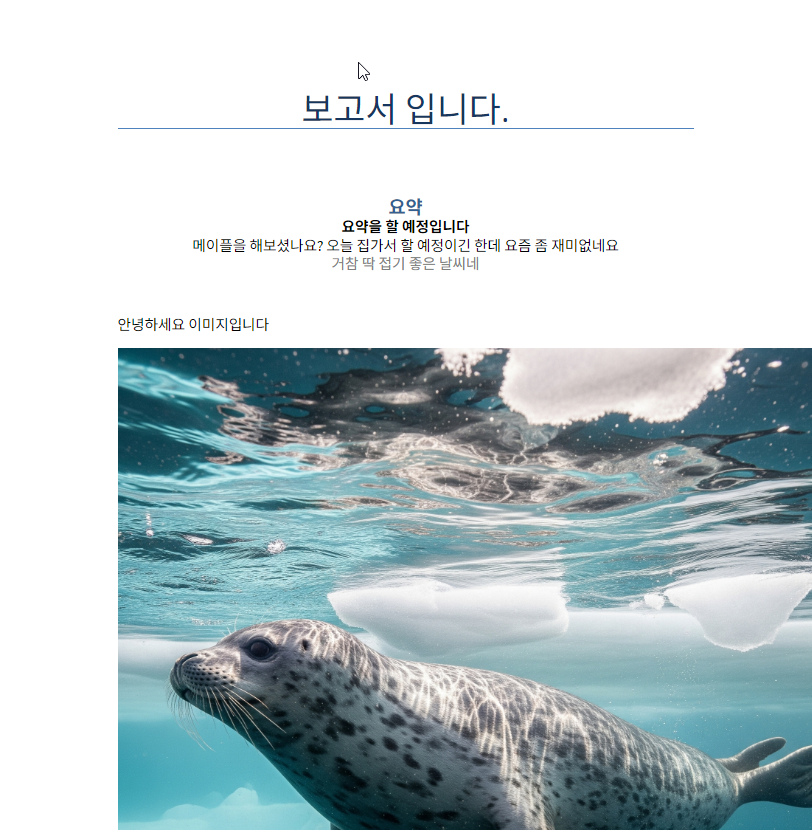 보고서 입니다.
요약
요약을 할 예정입니다
메이플을 해보셨나요? 오늘 집가서 할 예정이긴 한데 요즘 좀 재미없네요
거참 딱 접기 좋은 날씨네
안녕하세요 이미지입니다